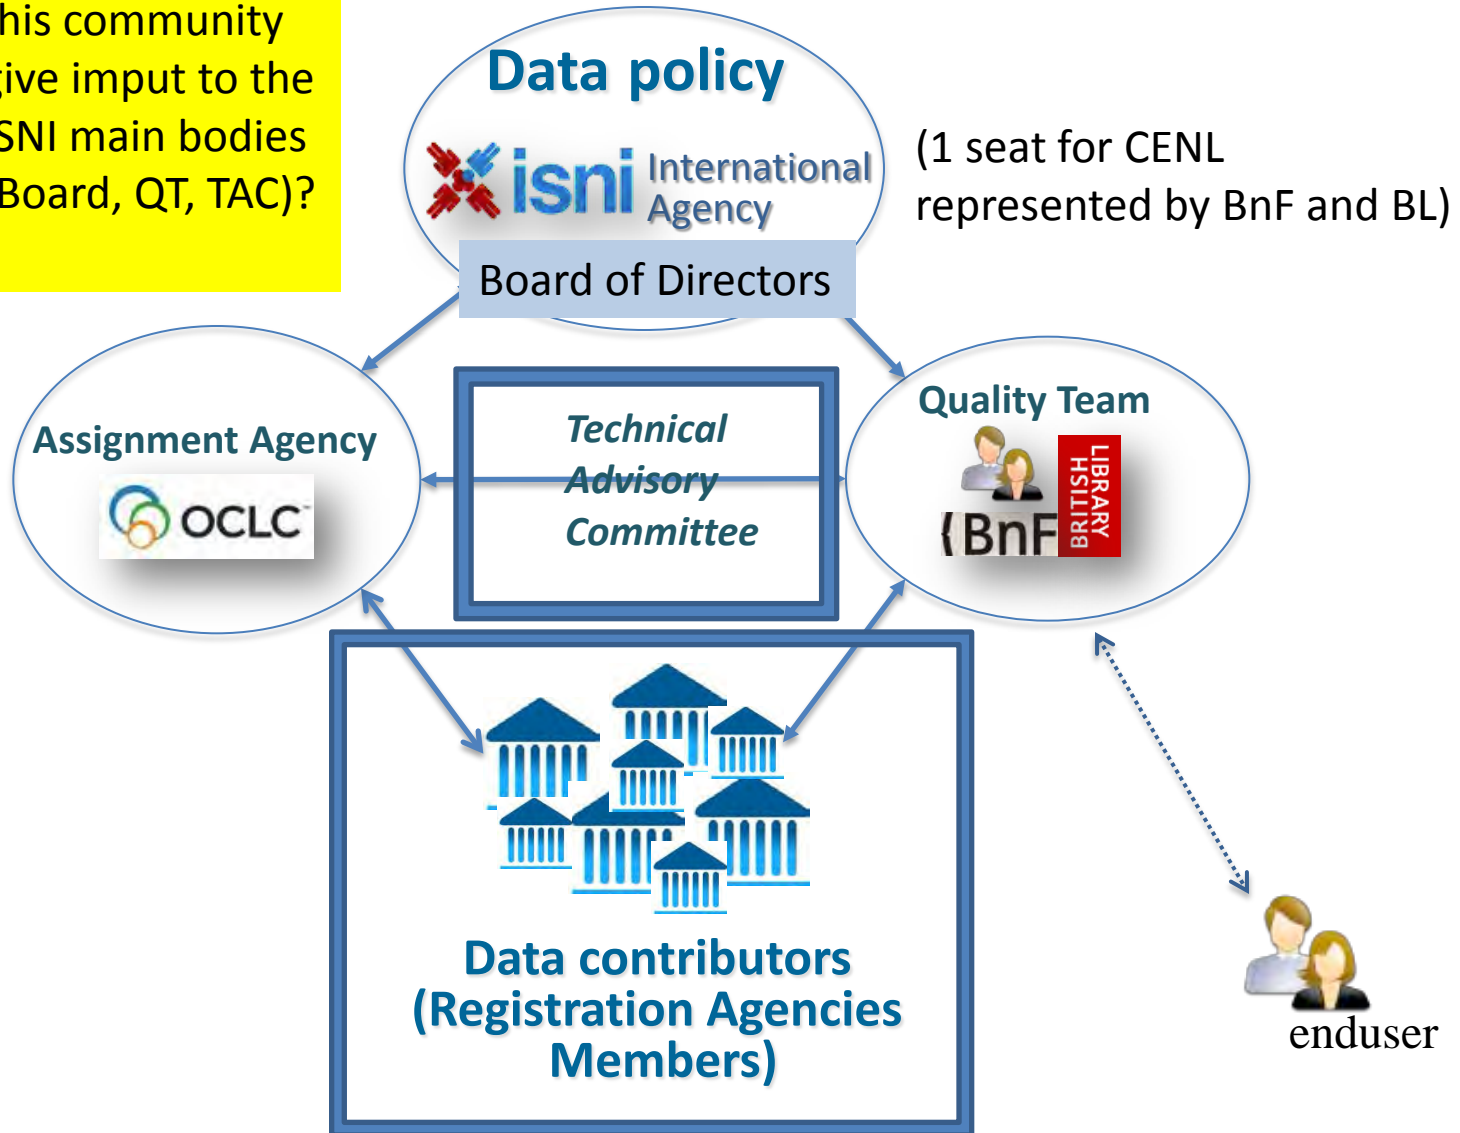 his community
give imput to the
SNI main bodies
Board, QT, TAC)?
Data policy
isni International
Agency
(1 seat for CENL
represented by BnF and BL)
Board of Directors
Assignment Agency
OCLC™
Technical
Advisory
Committee
Quality Team
{BnF
BRITISH
LIBRARY
Data contributors
(Registration Agencies
Members)
enduser